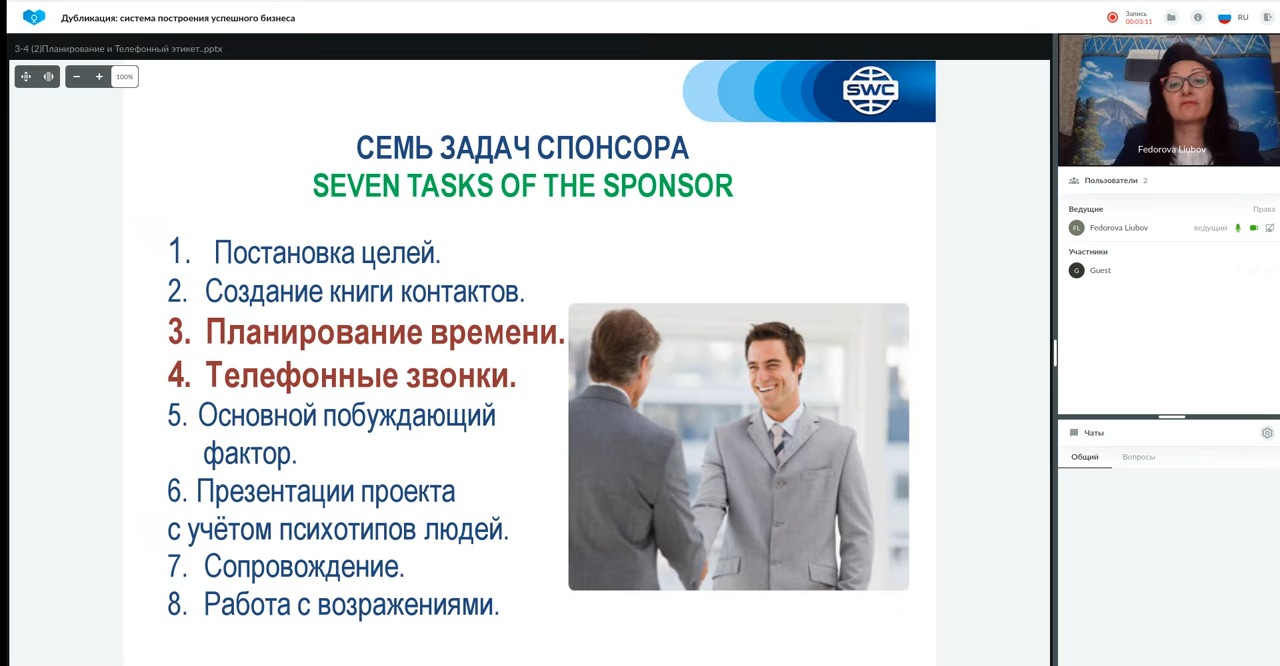 Дубликация: система построения успешного бизнеса
Запись
00:03:11
RU
3-4 (2)Планирование и Телефонный этикет..pptx
100%
SWC
СЕМЬ ЗАДАЧ СПОНСОРА
SEVEN TASKS OF THE SPONSOR
1. Постановка целей.
2. Создание книги контактов.
3. Планирование времени.
4. Телефонные звонки.
5. Основной побуждающий
фактор.
6. Презентации проекта
с учётом психотипов людей.
7. Сопровождение.
8. Работа с возражениями.
Fedorova Liubov
Пользователи 2
Ведущие Права
FL Fedorova Liubov ведущий
Участники
G Guest
Чаты
Общий Вопросы